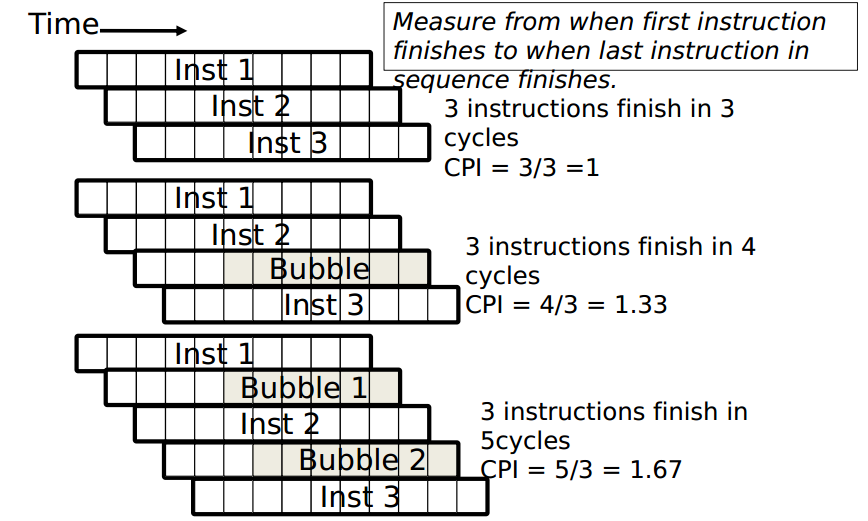 Time
Measure from when first instruction
finishes to when last instruction in
sequence finishes.
Inst 1
Inst 2
Inst 3
3 instructions finish in 3
cycles
CPI = 3/3 =1
Inst 1
Inst 2
Bubble
Inst 3
3 instructions finish in 4
cycles
CPI = 4/3 = 1.33
Inst 1
Bubble 1
Inst 2
Bubble 2
Inst 3
3 instructions finish in
5cycles
CPI = 5/3 = 1.67